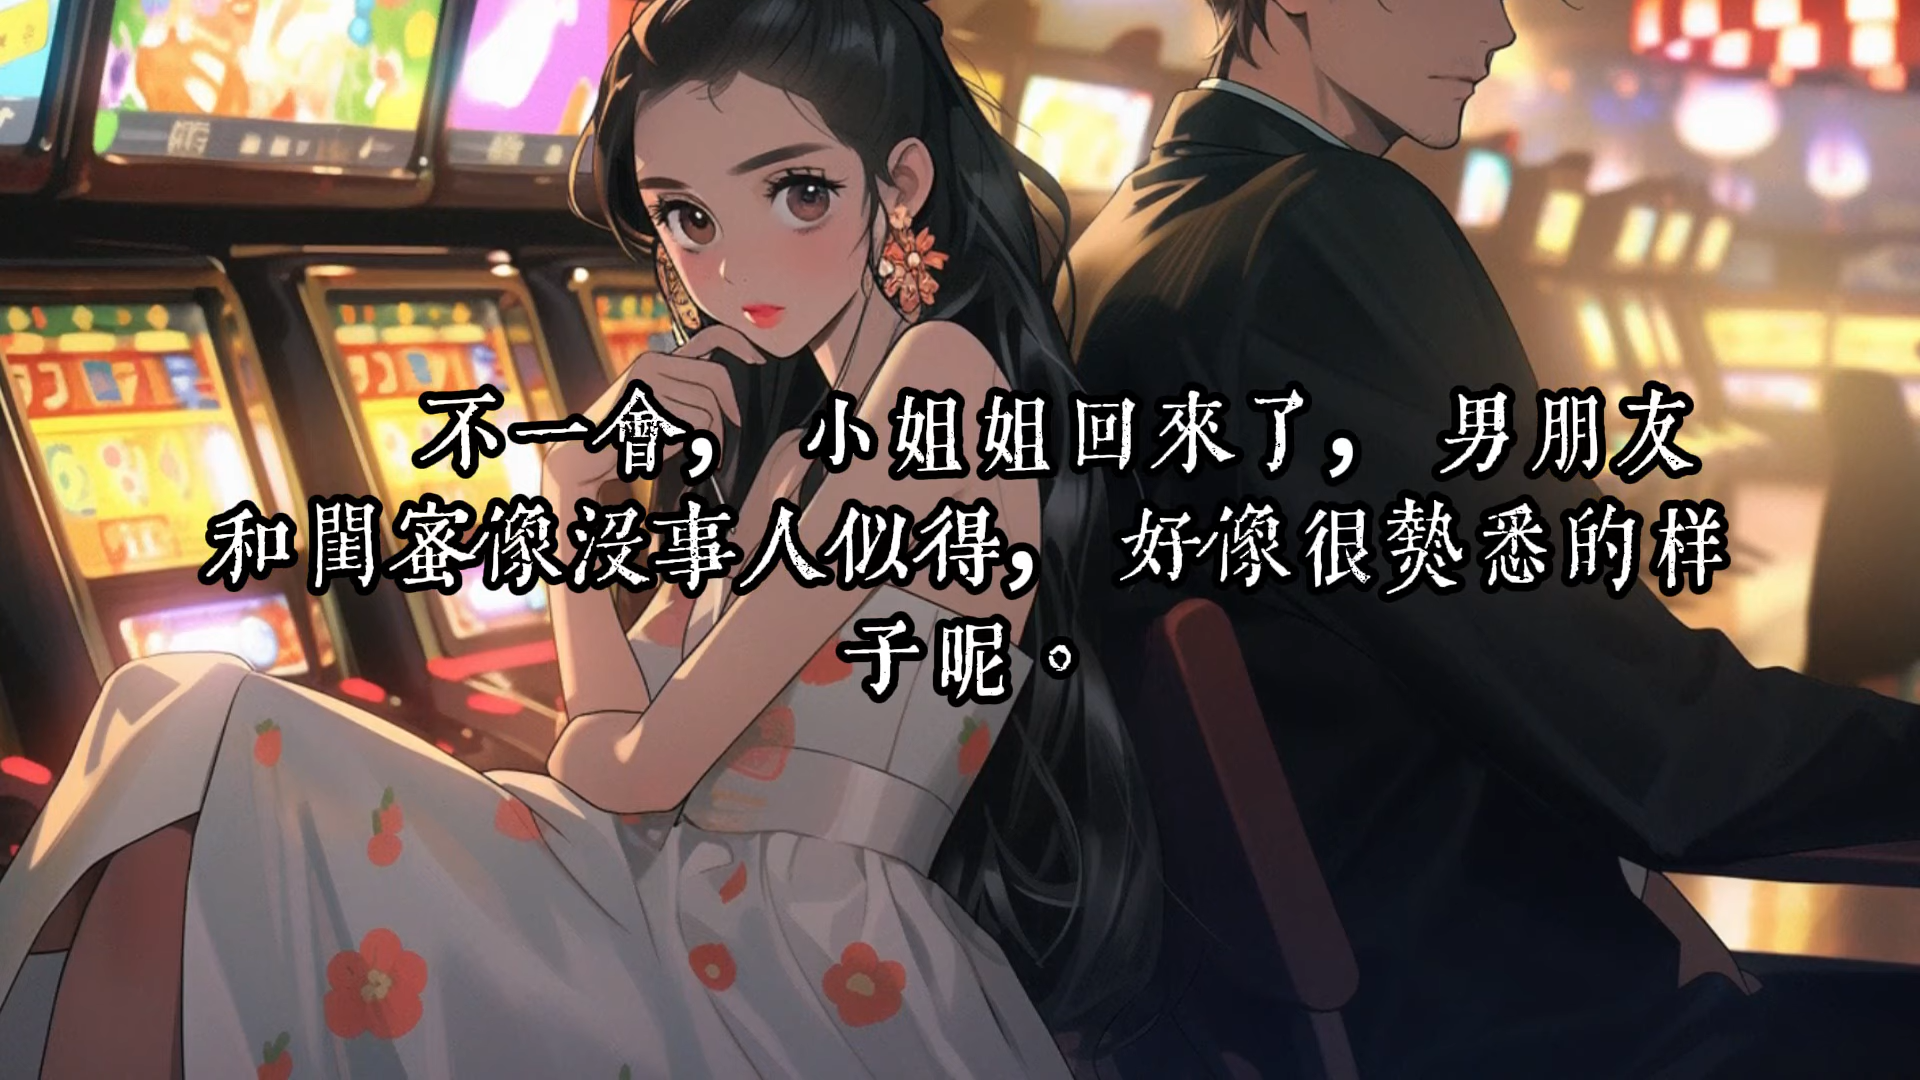 不一會，小姐姐回來了，男朋友
和閨蜜像沒事人似得，好像很熱悉的样
子呢。